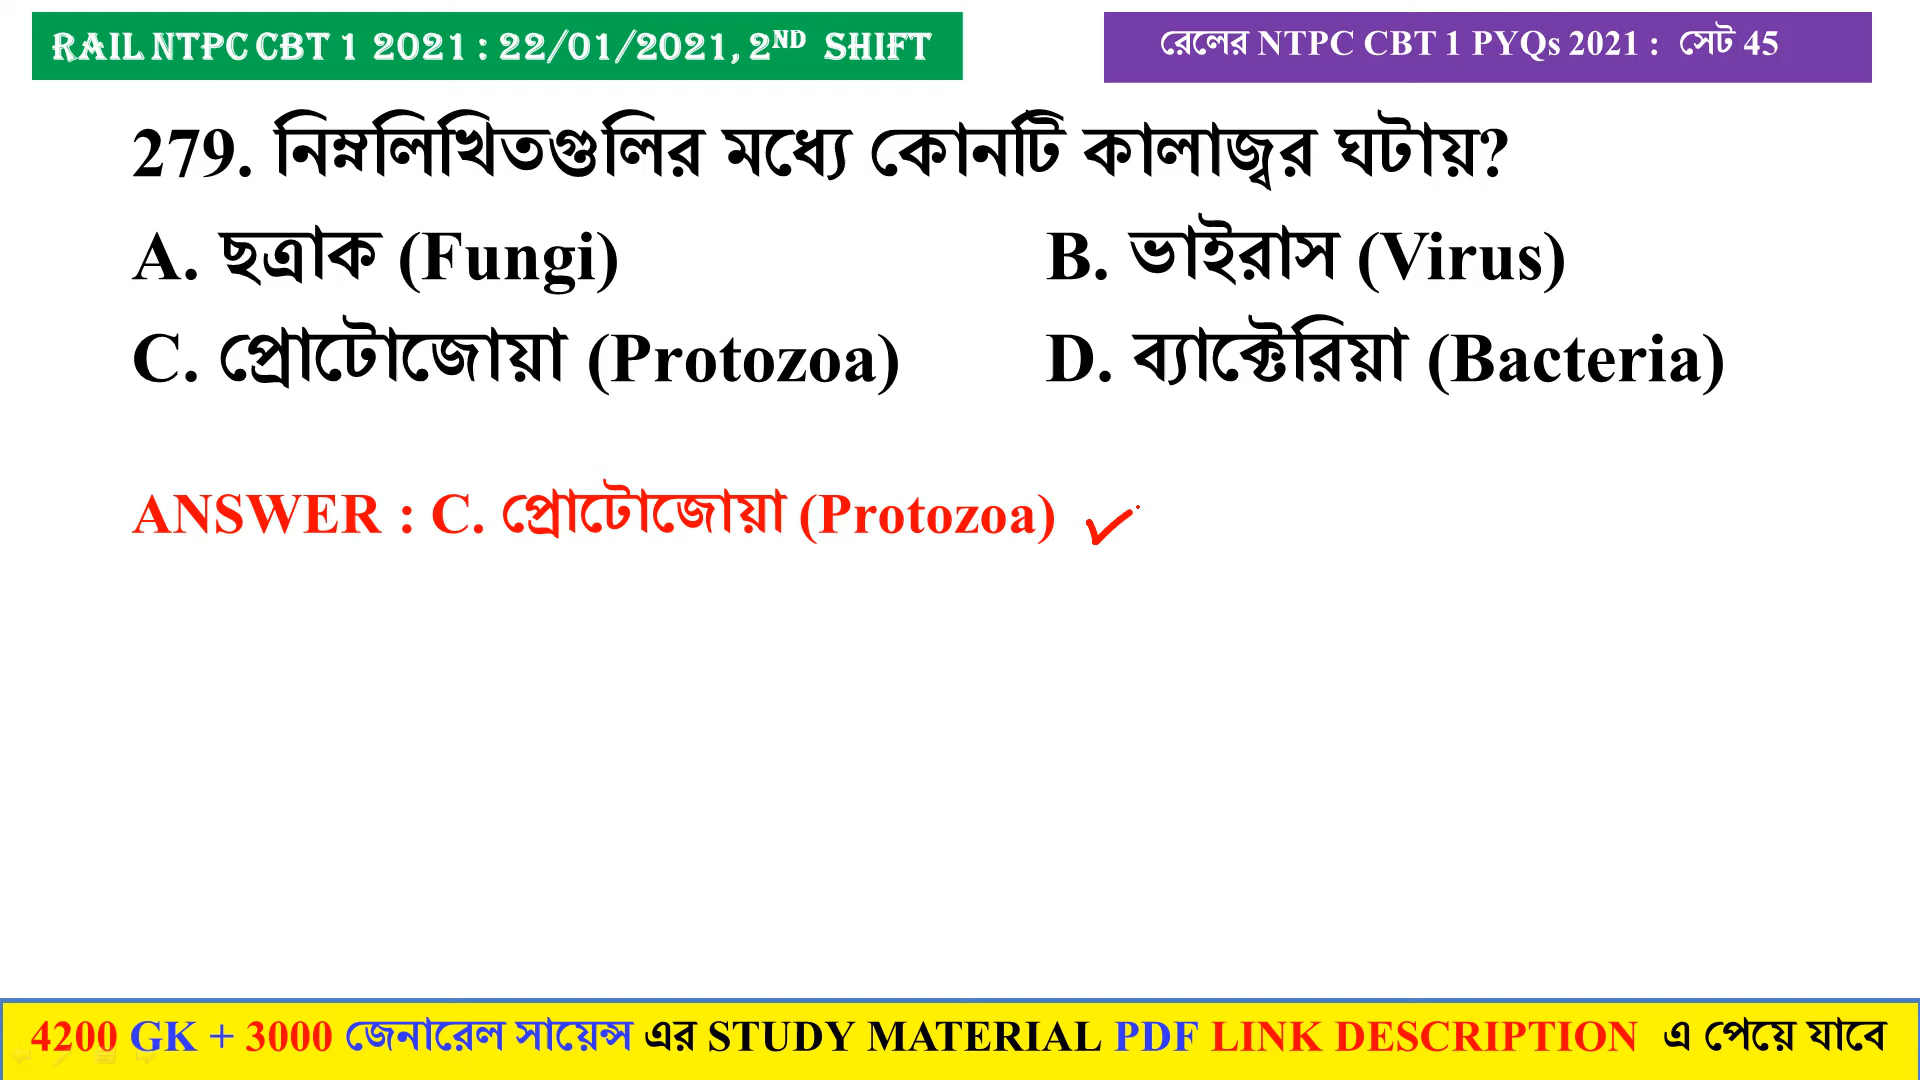 RAIL NTPC CBT 1 2021 : 22/01/2021, 2ND SHIFT
রেলের NTPC CBT 1 PYQs 2021 : সেট 45
279. নিম্নলিখিতগুলির মধ্যে কোনটি কালাজ্বর ঘটায়?
A. ছত্রাক (Fungi) B. ভাইরাস (Virus)
C. প্রোটোজোয়া (Protozoa) D. ব্যাক্টেরিয়া (Bacteria)
ANSWER : C. প্রোটোজোয়া (Protozoa)
4200 GK + 3000 জেনারেল সায়েন্স এর STUDY MATERIAL PDF LINK DESCRIPTION এ পেয়ে যাবে